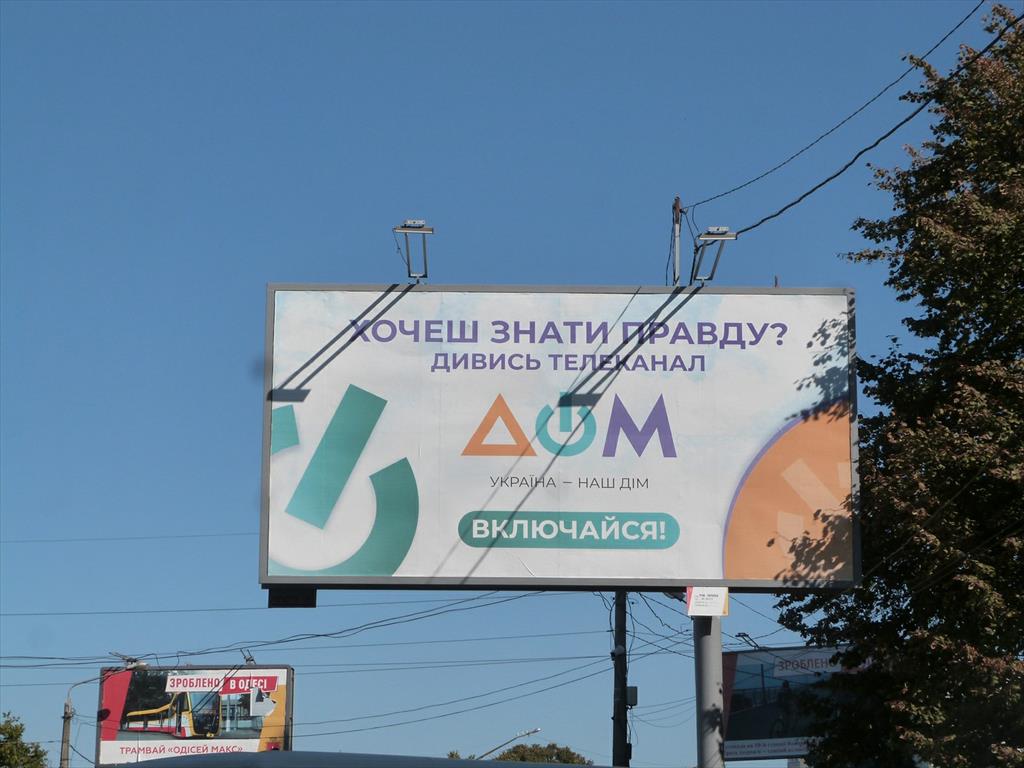 ХОЧЕШ ЗНАТИ ПРАВДУ?
ДИВИСЬ ТЕЛЕКАНАЛ
ДОМ
УКРАЇНА – НАШ ДІМ
ВКЛЮЧАЙСЯ!
ЗРОБЛЕНО В ОДЕСІ
ТРАМВАЙ «ОДІСЕЙ МАКС»
ЗРОБЛЕНО